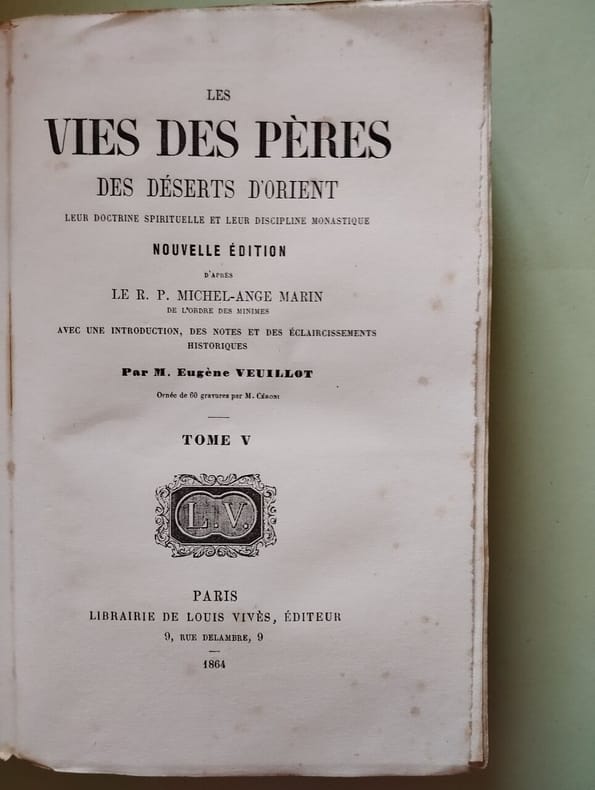 LES
VIES DES PÈRES
DES DÉSERTS D'ORIENT
LEUR DOCTRINE SPIRITUELLE ET LEUR DISCIPLINE MONASTIQUE
NOUVELLE ÉDITION
D'APRÈS
LE R. P. MICHEL-ANGE MARIN
DE L'ORDRE DES MINIMES
AVEC UNE INTRODUCTION, DES NOTES ET DES ÉCLAIRCISSEMENTS
HISTORIQUES
Par M. Eugène VEUILLOT
Ornée de 60 gravures par M. CÉRONI
TOME V
L.V.
PARIS
LIBRAIRIE DE LOUIS VIVÈS, ÉDITEUR
9, RUE DELAMBRE, 9
1864